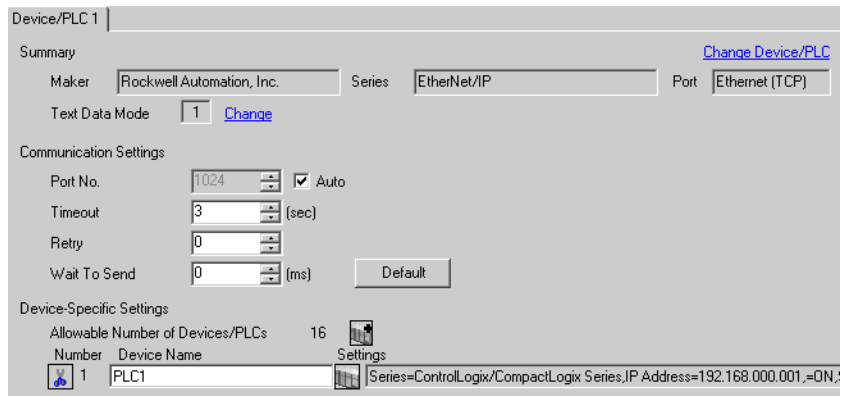 Device/PLC 1
Summary Change Device/PLC
Maker Rockwell Automation, Inc. Series EtherNet/IP Port Ethernet (TCP)
Text Data Mode 1 Change
Communication Settings
Port No. 1024 Auto
Timeout 3 (sec)
Retry 0
Wait To Send 0 (ms) Default
Device-Specific Settings
Allowable Number of Devices/PLCs 16
Number Device Name Settings
1 PLC1 Series=ControlLogix/CompactLogix Series,IP Address=192.168.000.001,=ON,